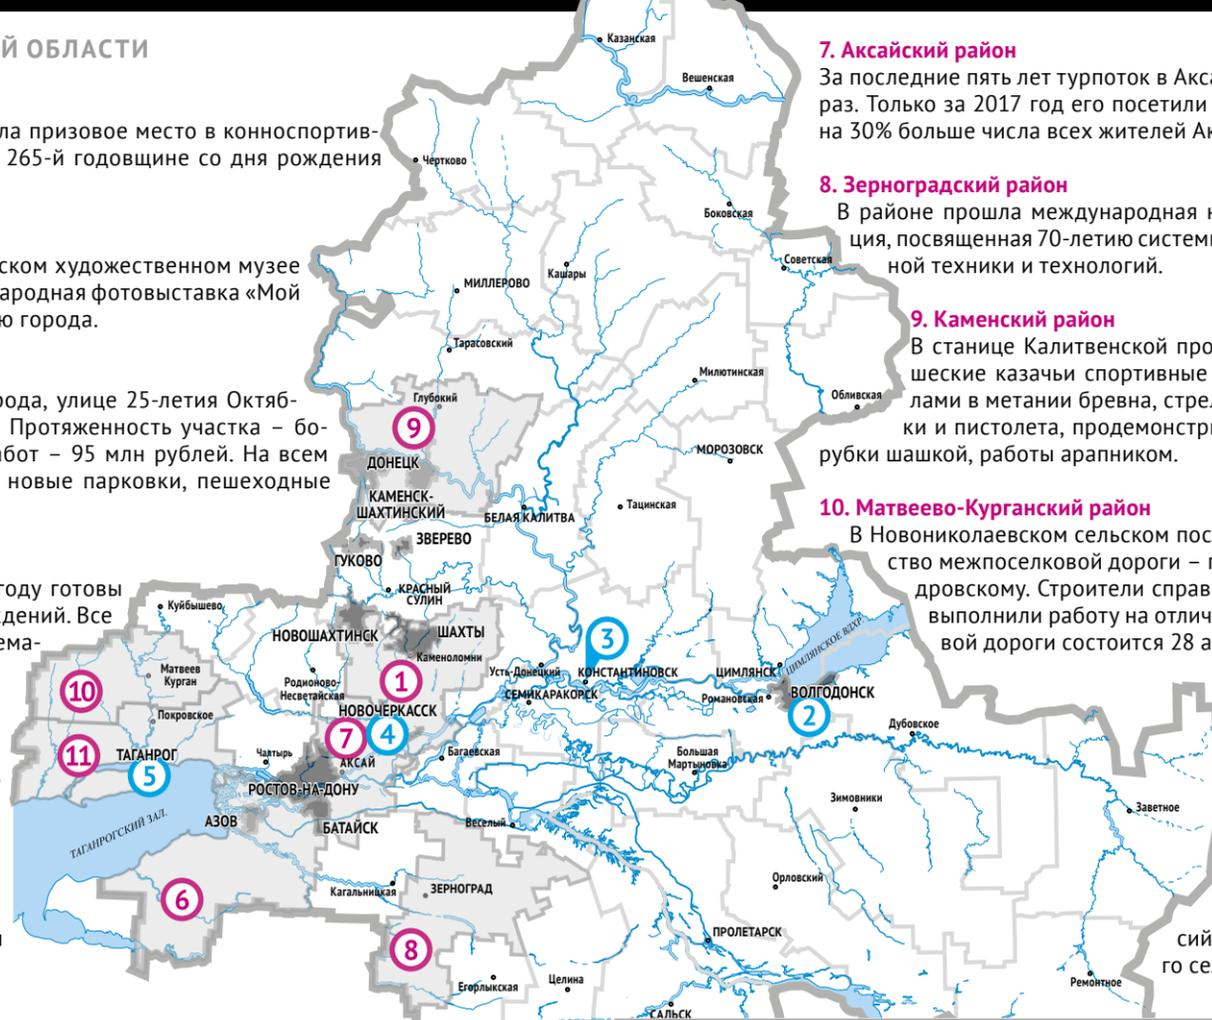 Й ОБЛАСТИ
ла призовое место в конноспортив-
265-й годовщине со дня рождения
ском художественном музее
ародная фотовыставка «Мой
ю города.
рода, улице 25-летия Октяб-
Протяженность участка – бо-
абот – 95 млн рублей. На всем
новые парковки, пешеходные
году готовы
дений. Все
ема-
7. Аксайский район
За последние пять лет турпоток в Акса
раз. Только за 2017 год его посетили
на 30% больше числа всех жителей Ак
8. Зерноградский район
В районе прошла международная
ция, посвященная 70-летию систем
ной техники и технологий.
9. Каменский район
В станице Калитвенской про
шеские казачьи спортивные
лами в метании бревна, стрел
ки и пистолета, продемонстри
рубки шашкой, работы арапником.
10. Матвеево-Курганский район
В Новониколаевском сельском пос
ство межпоселковой дороги –
дровскому. Строители справ
выполнили работу на отлич
вой дороги состоится 28 а
сий
го се
Казанская
Вешенская
Чертково
Боковская
Советская
Кашары
МИЛЛЕРОВО
Тарасовский
Милютинская
Обливская
Глубокий
9
ДОНЕЦК
МОРОЗОВСК
КАМЕНСК-
ШАХТИНСКИЙ
БЕЛАЯ КАЛИТВА
Тацинская
ЗВЕРЕВО
ГУКОВО
КРАСНЫЙ
СУЛИН
Куйбышево
НОВОШАХТИНСК
ШАХТЫ
Каменоломни
3
ЦИМЛЯНСКОЕ ВДХР.
Матвеев
Курган
10
Родионово-
Несветайская
1
Усть-Донецкий
КОНСТАНТИНОВСК
ЦИМЛЯНСК
СЕМИКАРАКОРСК
Романовская
ВОЛГОДОНСК
2
НОВОЧЕРКАССК
Покровское
7
4
Дубовское
11
ТАГАНРОГ
5
Чалтырь
АКСАЙ
Багаевская
Большая
Мартыновка
РОСТОВ-НА-ДОНУ
Зимовники
Заветное
ТАГАНРОГСКИЙ ЗАЛ.
АЗОВ
БАТАЙСК
Веселый
6
Кагальницкая
ЗЕРНОГРАД
Орловский
8
ПРОЛЕТАРСК
Егорлыкская
Целина
Ремонтное
САЛЬСК